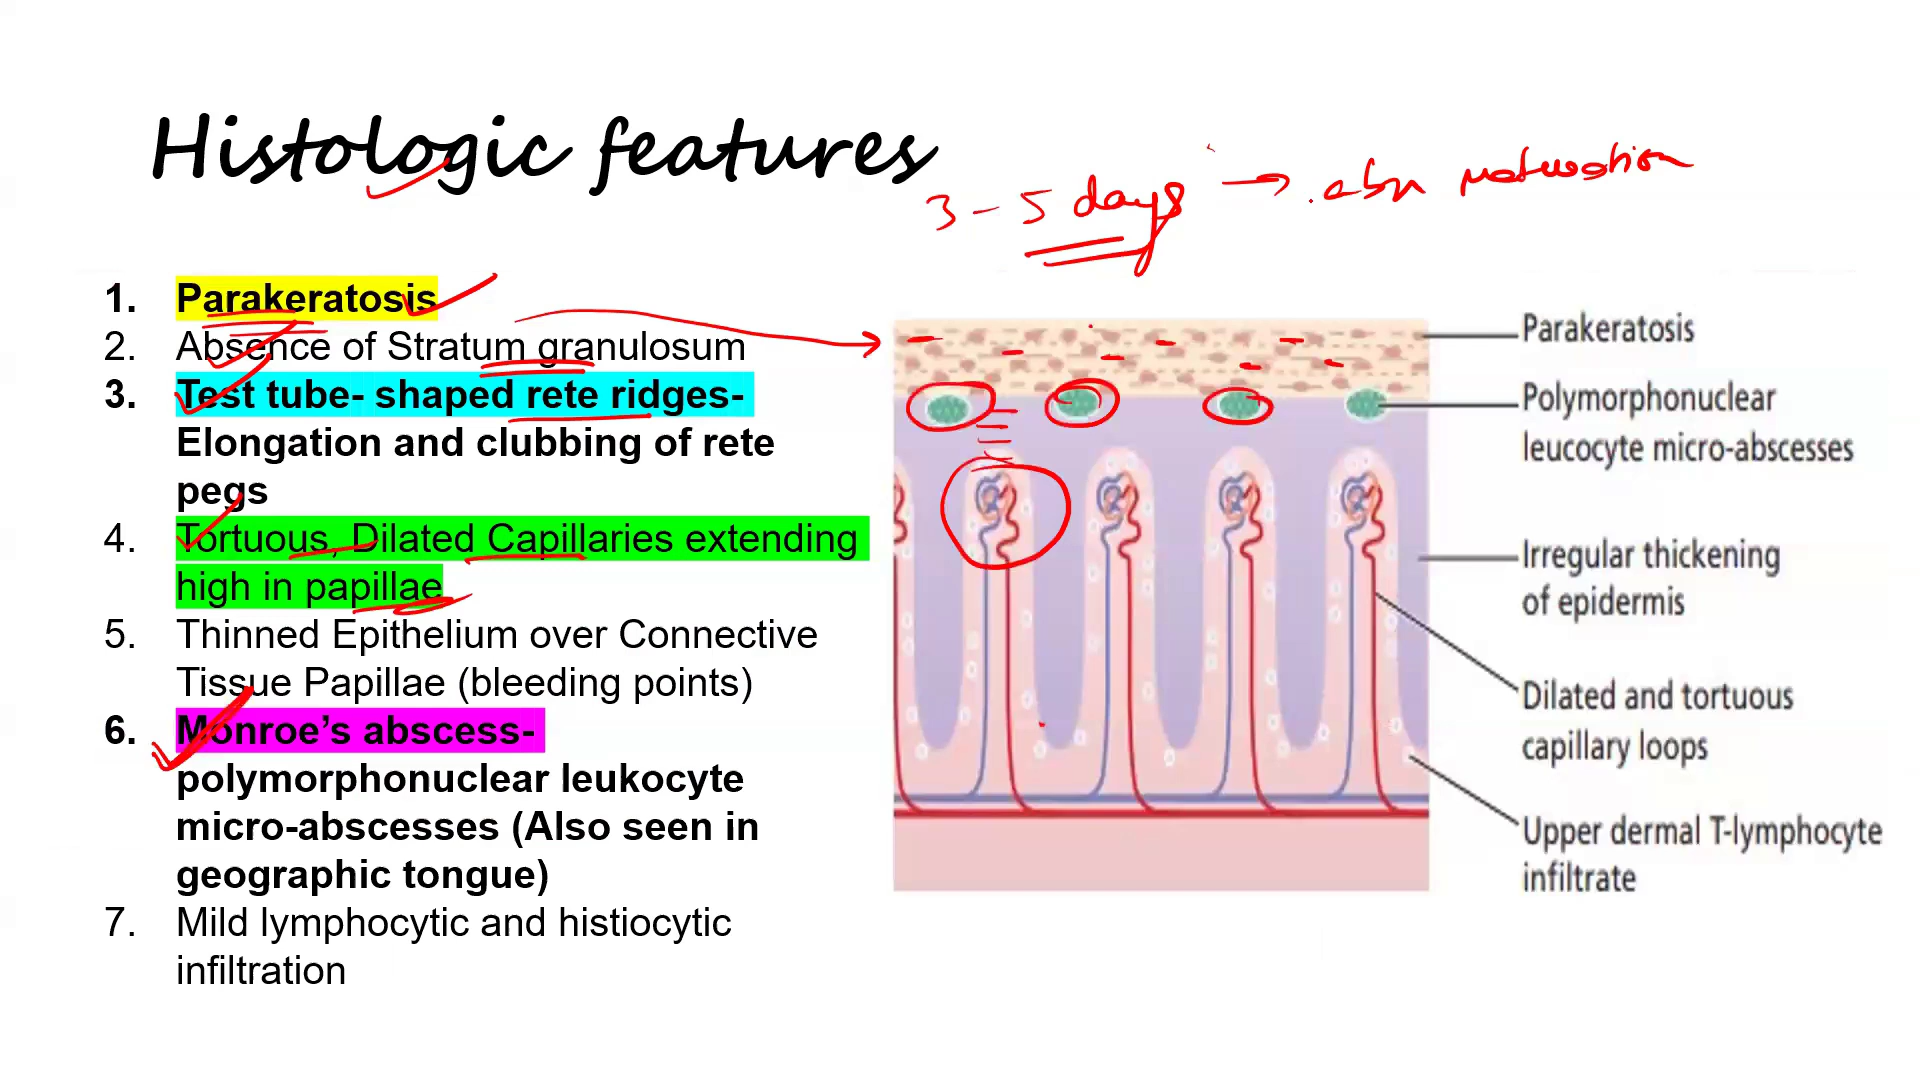 Histologic features
3 - 5 days → abn maturation
1. Parakeratosis
2. Absence of Stratum granulosum
3. Test tube- shaped rete ridges-
Elongation and clubbing of rete
pegs
4. Tortuous, Dilated Capillaries extending
high in papillae
5. Thinned Epithelium over Connective
Tissue Papillae (bleeding points)
6. Monroe’s abscess-
polymorphonuclear leukocyte
micro-abscesses (Also seen in
geographic tongue)
7. Mild lymphocytic and histiocytic
infiltration
Parakeratosis
Polymorphonuclear
leucocyte micro-abscesses
Irregular thickening
of epidermis
Dilated and tortuous
capillary loops
Upper dermal T-lymphocyte
infiltrate